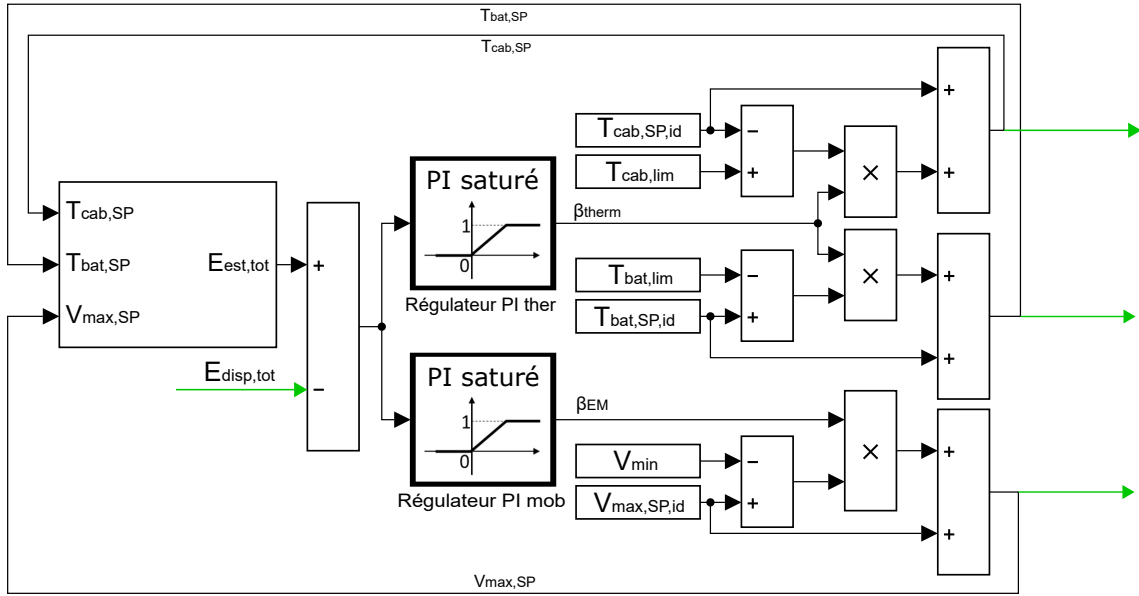 Tbat,SP
Tcab,SP
Tcab,SP
Tbat,SP
Vmax,SP
Eest,tot
Edisp,tot
+
−
PI saturé
1
0
Régulateur PI ther
βtherm
PI saturé
1
0
Régulateur PI mob
βEM
Tcab,SP,id
Tcab,lim
−
+
×
+
+
Tbat,lim
Tbat,SP,id
−
+
×
+
+
Vmin
Vmax,SP,id
−
+
×
+
+
Vmax,SP